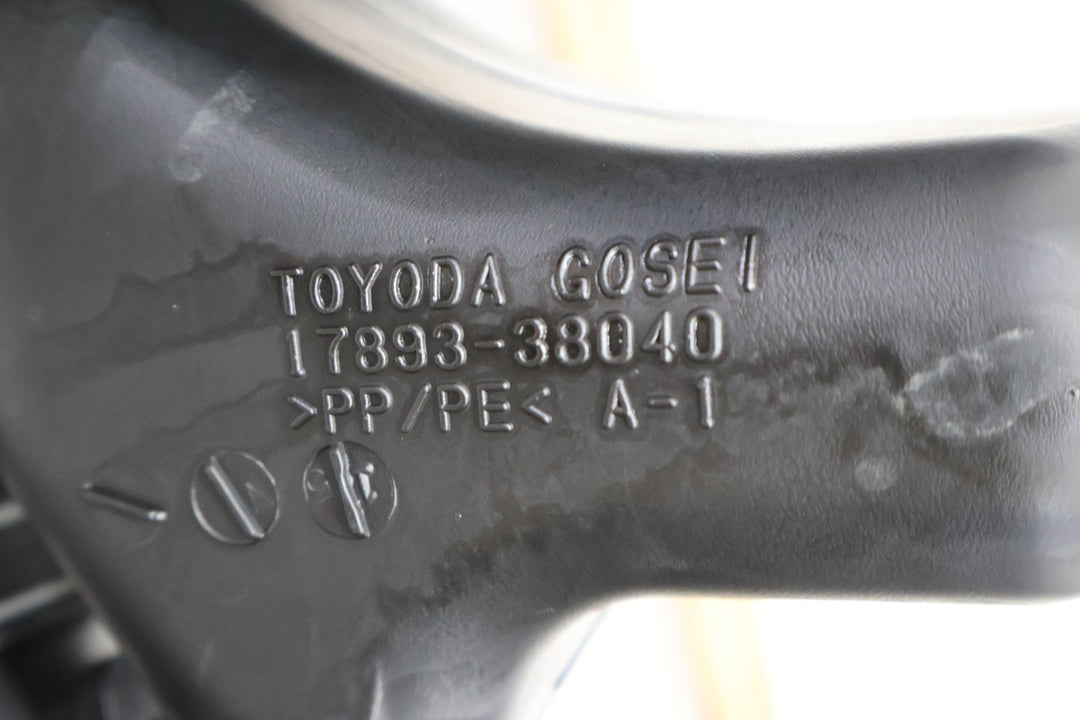 TOYODA GOSEI
17893-38040
>PP/PE< A-1